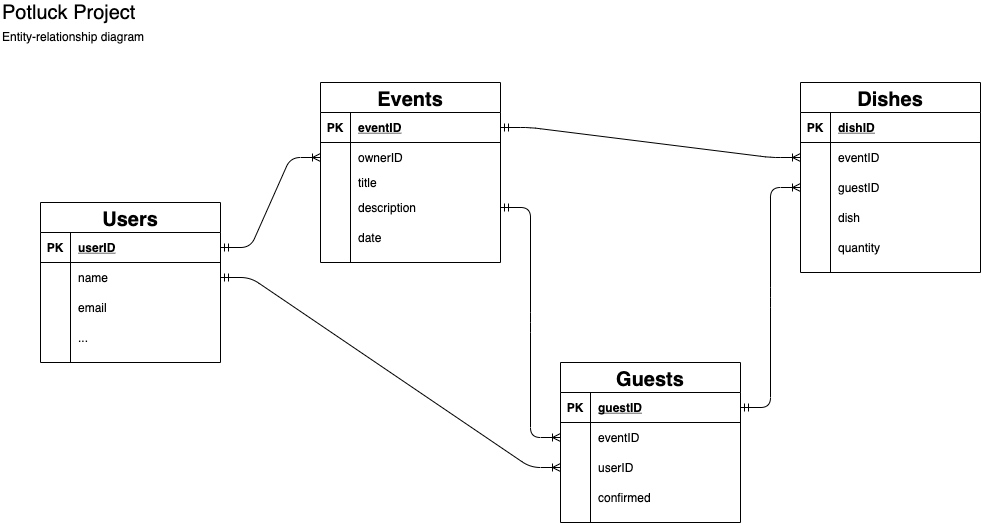 Potluck Project
Entity-relationship diagram
Events
PK eventID
ownerID
title
description
date
Dishes
PK dishID
eventID
guestID
dish
quantity
Users
PK userID
name
email
...
Guests
PK guestID
eventID
userID
confirmed